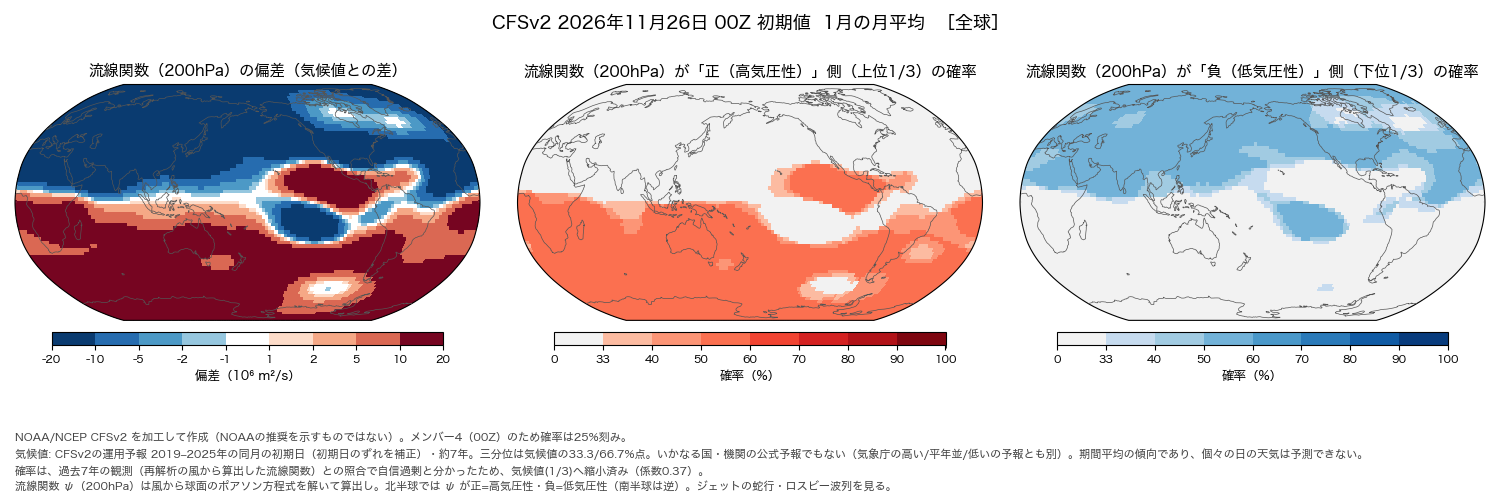 CFSv2 2026年11月26日 00Z 初期値 1月の月平均 ［全球］
流線関数（200hPa）の偏差（気候値との差）
流線関数（200hPa）が「正（高気圧性）」側（上位1/3）の確率
流線関数（200hPa）が「負（低気圧性）」側（下位1/3）の確率
-20 -10 -5 -2 -1 1 2 5 10 20
偏差（10⁶ m²/s）
0 33 40 50 60 70 80 90 100
確率（%）
0 33 40 50 60 70 80 90 100
確率（%）
NOAA/NCEP CFSv2 を加工して作成（NOAAの推奨を示すものではない）。メンバー4（00Z）のため確率は25%刻み。
気候値: CFSv2の運用予報 2019–2025年の同月の初期日（初期日のずれを補正）・約7年。三分位は気候値の33.3/66.7%点。いかなる国・機関の公式予報でもない（気象庁の高い/平年並/低いの予報とも別）。期間平均の傾向であり、個々の日の天気は予測できない。
確率は、過去7年の観測（再解析の風から算出した流線関数）との照合で自信過剰と分かったため、気候値(1/3)へ縮小済み（係数0.37）。
流線関数 ψ（200hPa）は風から球面のポアソン方程式を解いて算出し。北半球では ψ が正=高気圧性・負=低気圧性（南半球は逆）。ジェットの蛇行・ロスビー波列を見る。